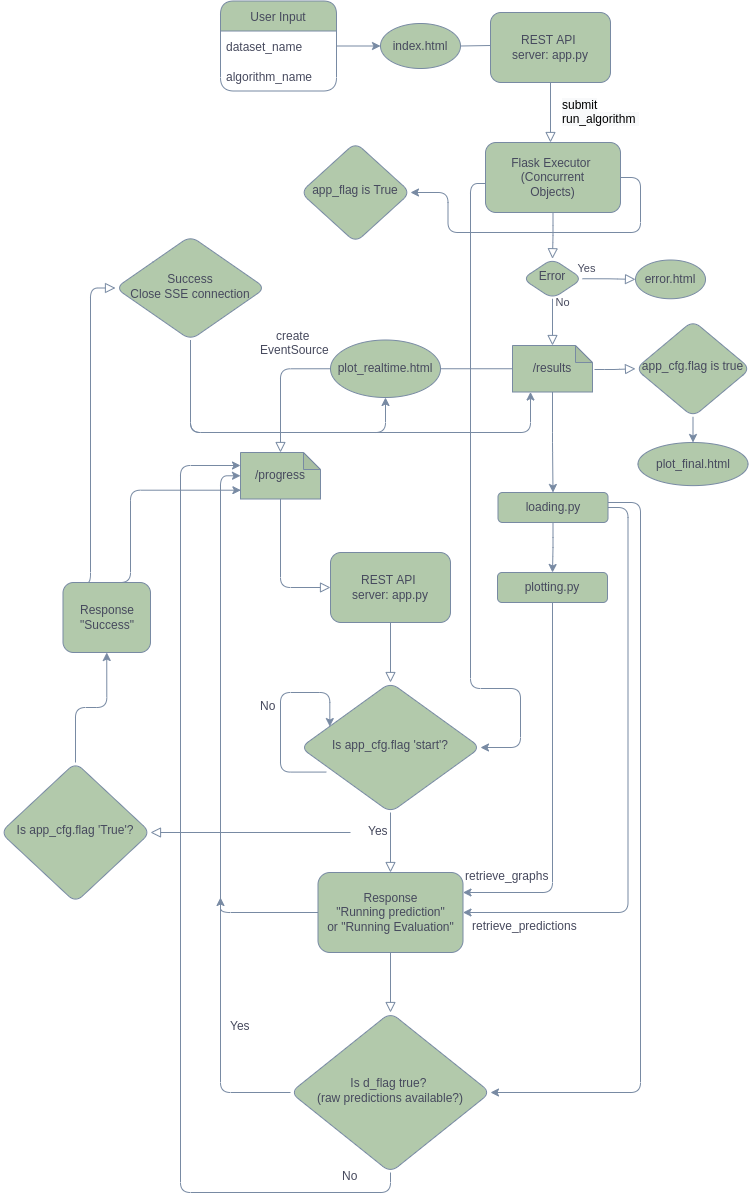 User Input
dataset_name
algorithm_name
index.html
REST API
server: app.py
submit
run_algorithm
Flask Executor
(Concurrent
Objects)
app_flag is True
Error
Yes
error.html
No
Success
Close SSE connection
create
EventSource
plot_realtime.html
/results
app_cfg.flag is true
plot_final.html
/progress
loading.py
plotting.py
REST API
server: app.py
Response
"Success"
No
Is app_cfg.flag 'start'?
Is app_cfg.flag 'True'?
Yes
retrieve_graphs
Response
"Running prediction"
or "Running Evaluation"
retrieve_predictions
Yes
Is d_flag true?
(raw predictions available?)
No